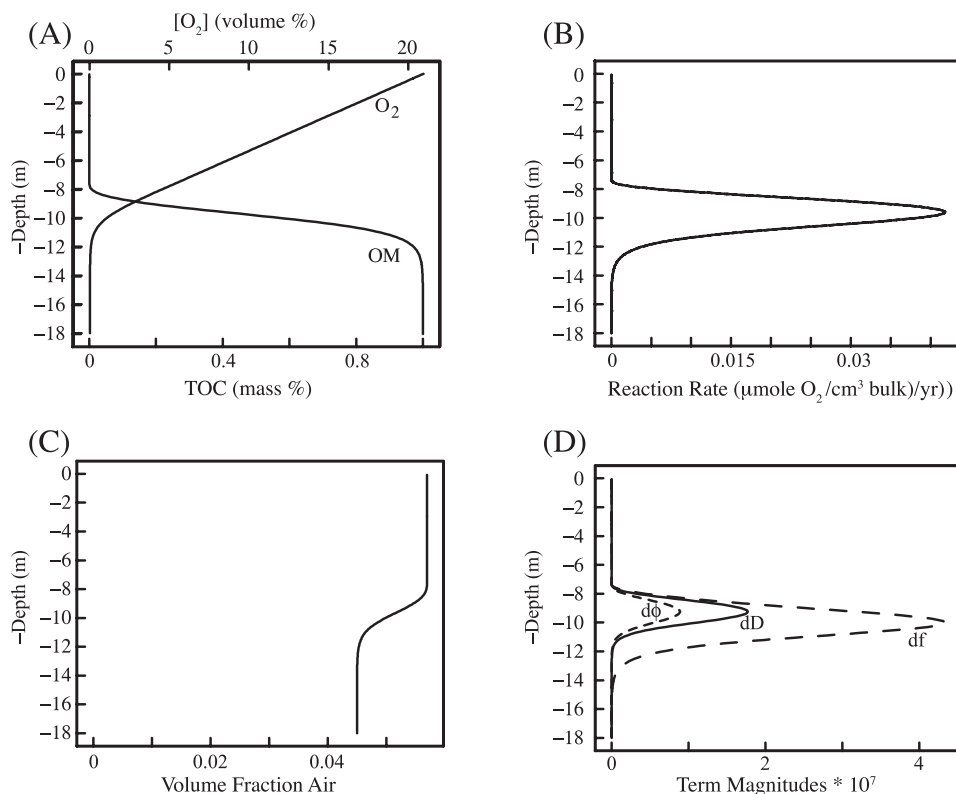 (A)
[O2] (volume %)
0 5 10 15 20
0
−2
−4
−6
−8
−10
−12
−14
−16
−18
−Depth (m)
O2
OM
0 0.4 0.8
TOC (mass %)
(B)
0
−2
−4
−6
−8
−10
−12
−14
−16
−18
−Depth (m)
0 0.015 0.03
Reaction Rate (μmole O2/cm3 bulk)/yr))
(C)
0
−2
−4
−6
−8
−10
−12
−14
−16
−18
−Depth (m)
0 0.02 0.04
Volume Fraction Air
(D)
0
−2
−4
−6
−8
−10
−12
−14
−16
−18
−Depth (m)
dϕ
dD
df
0 2 4
Term Magnitudes * 10⁷